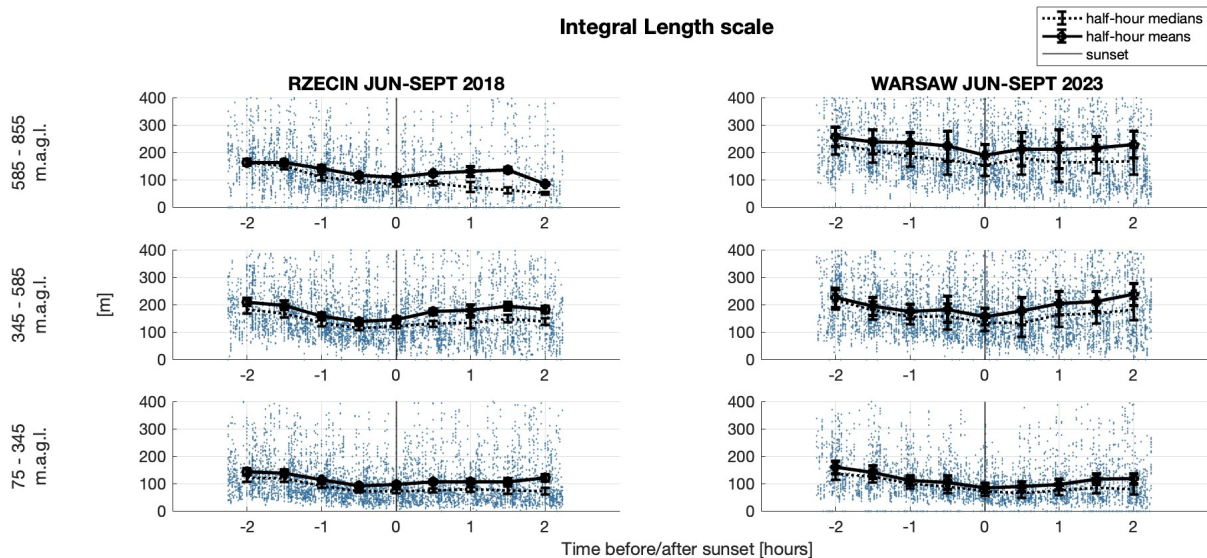 Integral Length scale
half-hour medians
half-hour means
sunset
RZECIN JUN-SEPT 2018
WARSAW JUN-SEPT 2023
585 - 855
m.a.g.l.
400
300
200
100
0
-2 -1 0 1 2
400
300
200
100
0
-2 -1 0 1 2
345 - 585
m.a.g.l.
[m]
400
300
200
100
0
-2 -1 0 1 2
400
300
200
100
0
-2 -1 0 1 2
75 - 345
m.a.g.l.
400
300
200
100
0
-2 -1 0 1 2
400
300
200
100
0
-2 -1 0 1 2
Time before/after sunset [hours]